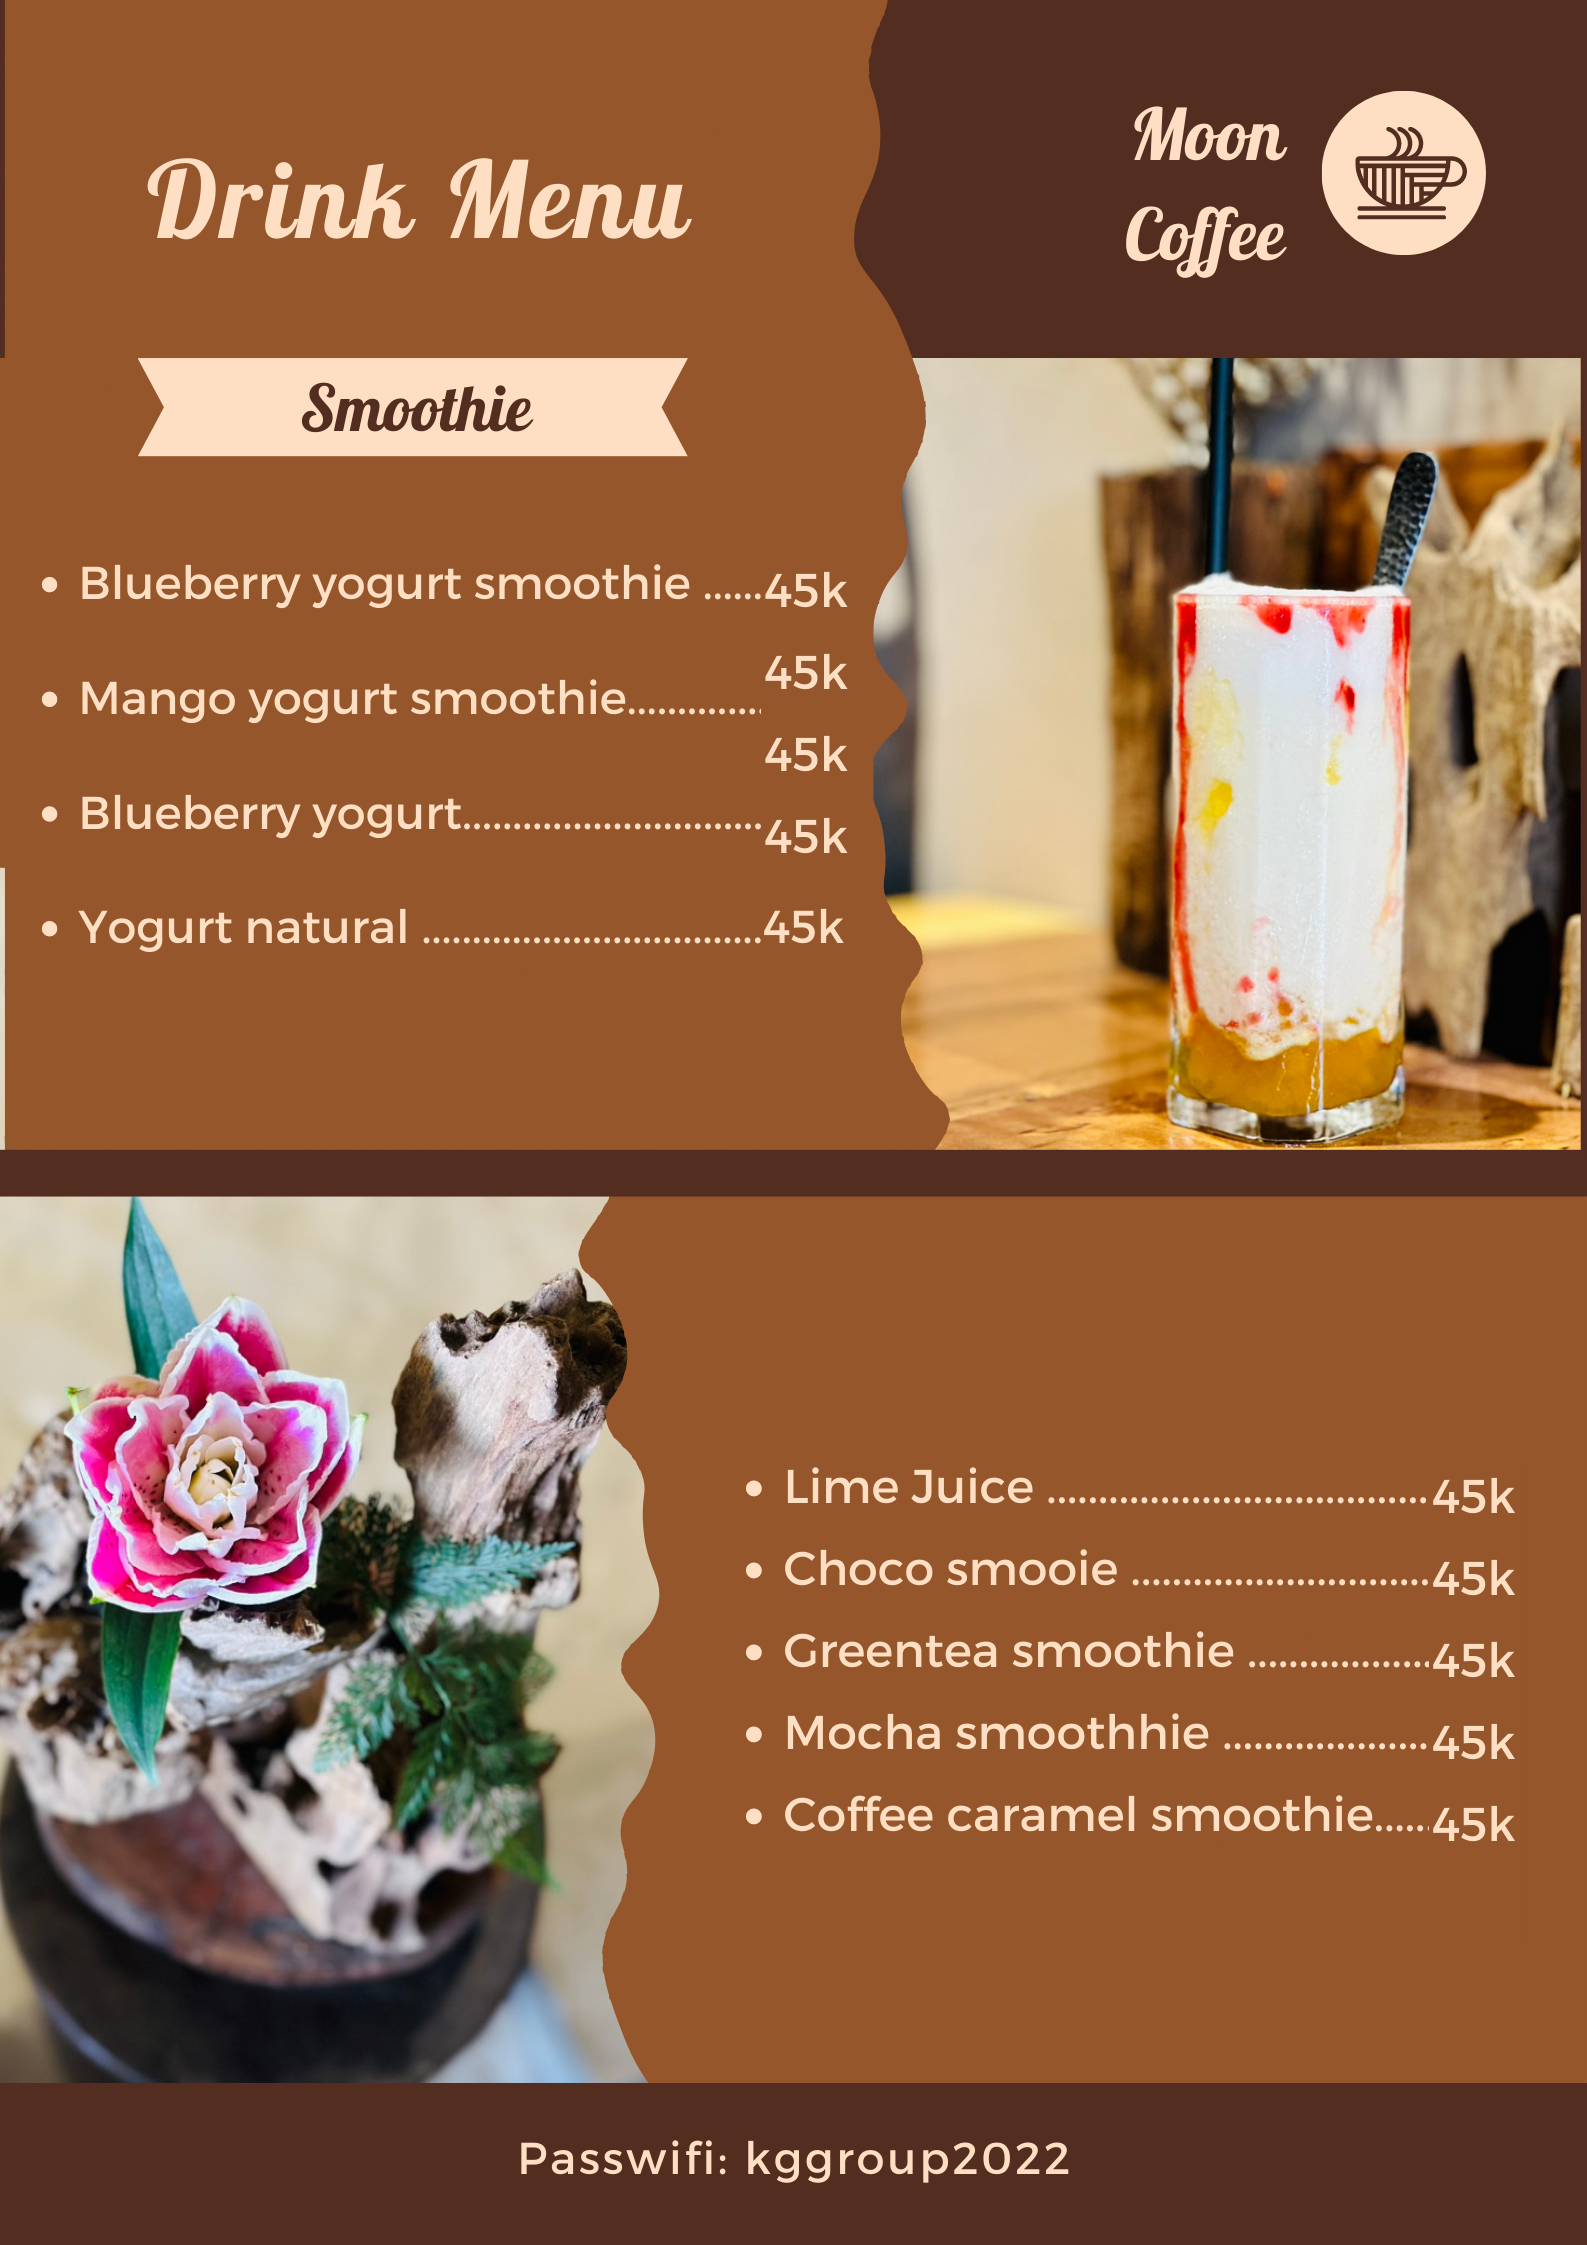 Drink Menu
Moon
Coffee
Smoothie
Blueberry yogurt smoothie ......45k
45k
Mango yogurt smoothie..............
45k
Blueberry yogurt..............................
45k
Yogurt natural ..................................45k
Lime Juice ......................................45k
Choco smooie ..............................45k
Greentea smoothie ..................45k
Mocha smoothhie ....................45k
Coffee caramel smoothie......45k
Passwifi: kggroup2022